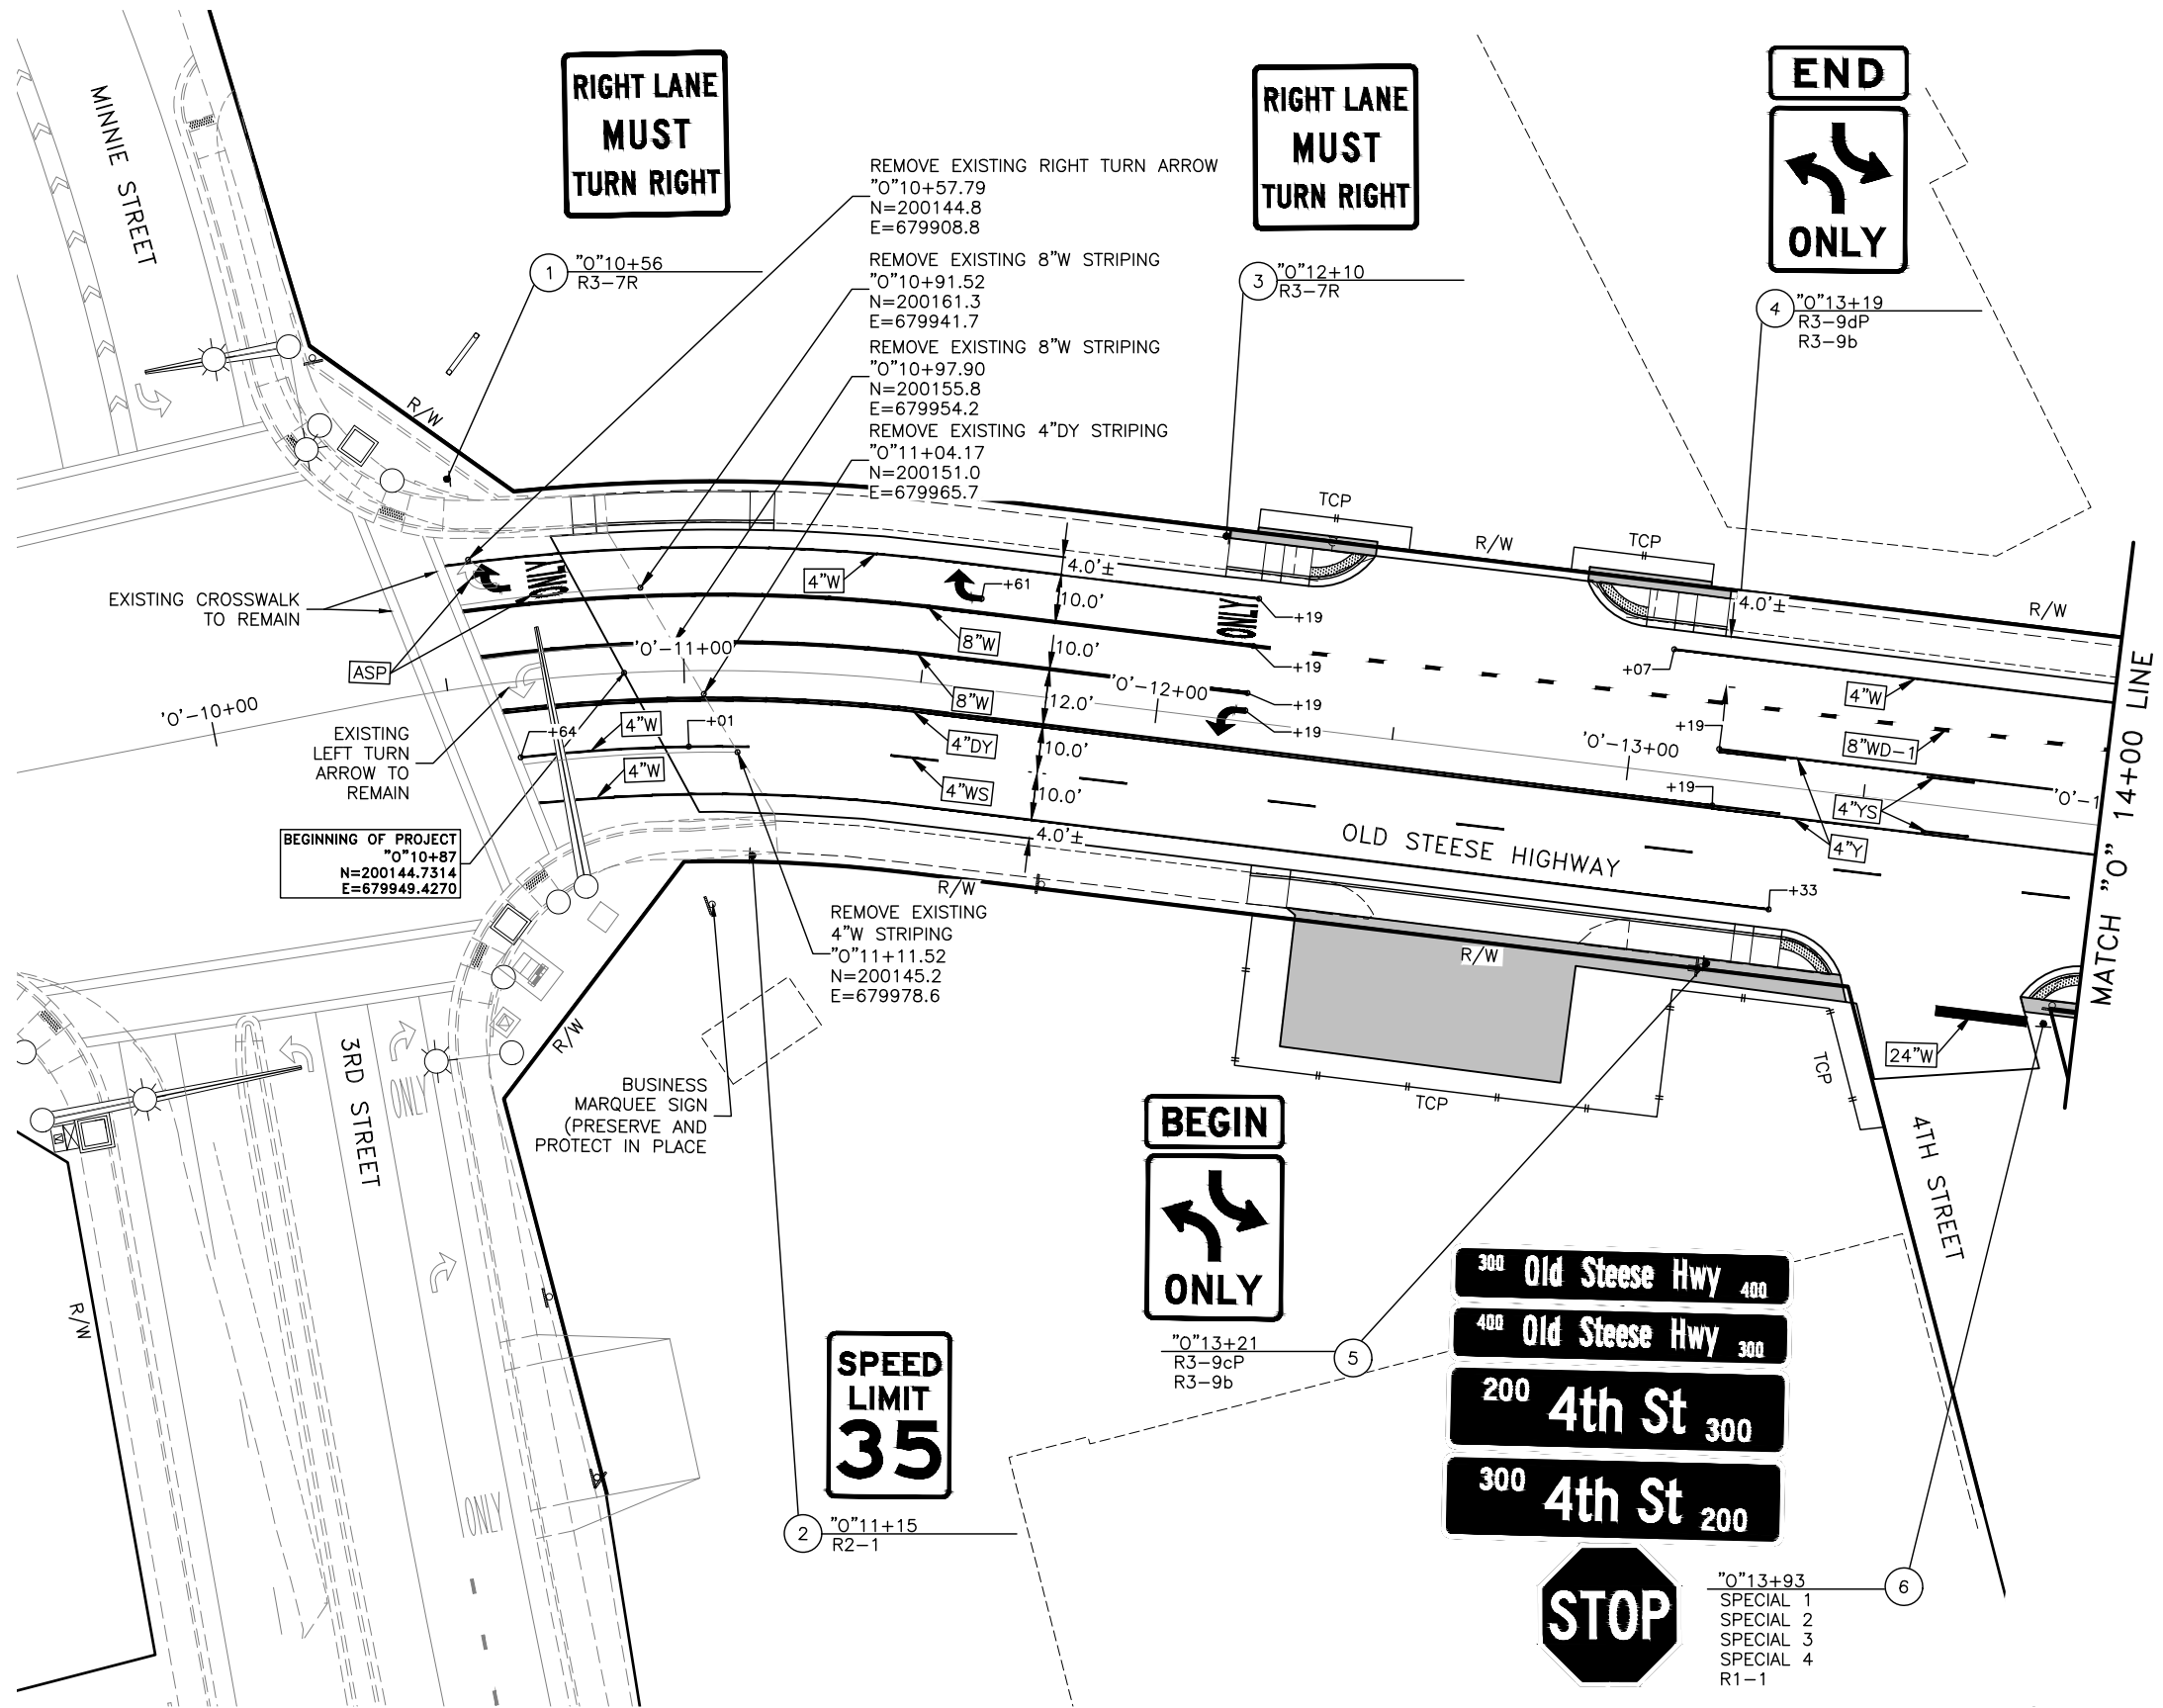 MINNIE STREET
RIGHT LANE
MUST
TURN RIGHT
1
"O"10+56
R3-7R
REMOVE EXISTING RIGHT TURN ARROW
"O"10+57.79
N=200144.8
E=679908.8
REMOVE EXISTING 8"W STRIPING
"O"10+91.52
N=200161.3
E=679941.7
REMOVE EXISTING 8"W STRIPING
"O"10+97.90
N=200155.8
E=679954.2
REMOVE EXISTING 4"DY STRIPING
"O"11+04.17
N=200151.0
E=679965.7
RIGHT LANE
MUST
TURN RIGHT
3
"O"12+10
R3-7R
END
ONLY
4
"O"13+19
R3-9dP
R3-9b
R/W
TCP
R/W
TCP
R/W
EXISTING CROSSWALK
TO REMAIN
ASP
ONLY
4"W
+61
4.0'±
10.0'
ONLY
+19
4.0'±
8"W
10.0'
+19
+07
'O'-10+00
'O'-11+00
8"W
12.0'
'O'-12+00
+19
+19
4"W
EXISTING
LEFT TURN
ARROW TO
REMAIN
+64
4"W
+01
4"DY
10.0'
'O'-13+00
+19
8"WD-1
4"W
4"WS
10.0'
+19
4"YS
'O'-1
4"Y
4.0'±
OLD STEESE HIGHWAY
+33
MATCH "O" 14+00 LINE
BEGINNING OF PROJECT
"O"10+87
N=200144.7314
E=679949.4270
R/W
REMOVE EXISTING
4"W STRIPING
"O"11+11.52
N=200145.2
E=679978.6
R/W
24"W
TCP
TCP
R/W
3RD STREET
ONLY
BUSINESS
MARQUEE SIGN
(PRESERVE AND
PROTECT IN PLACE
4TH STREET
BEGIN
ONLY
"O"13+21
R3-9cP
R3-9b
5
R/W
ONLY
SPEED
LIMIT
35
2
"O"11+15
R2-1
300 Old Steese Hwy 400
400 Old Steese Hwy 300
200 4th St 300
300 4th St 200
STOP
"O"13+93
SPECIAL 1
SPECIAL 2
SPECIAL 3
SPECIAL 4
R1-1
6